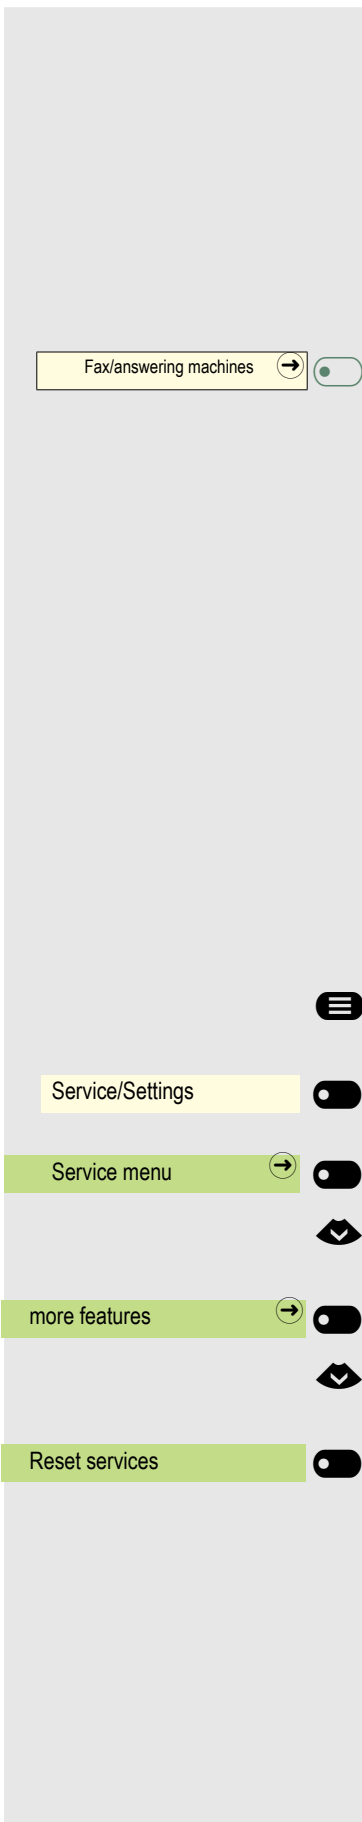 Fax/answering machines
Service/Settings
Service menu
more features
Reset services